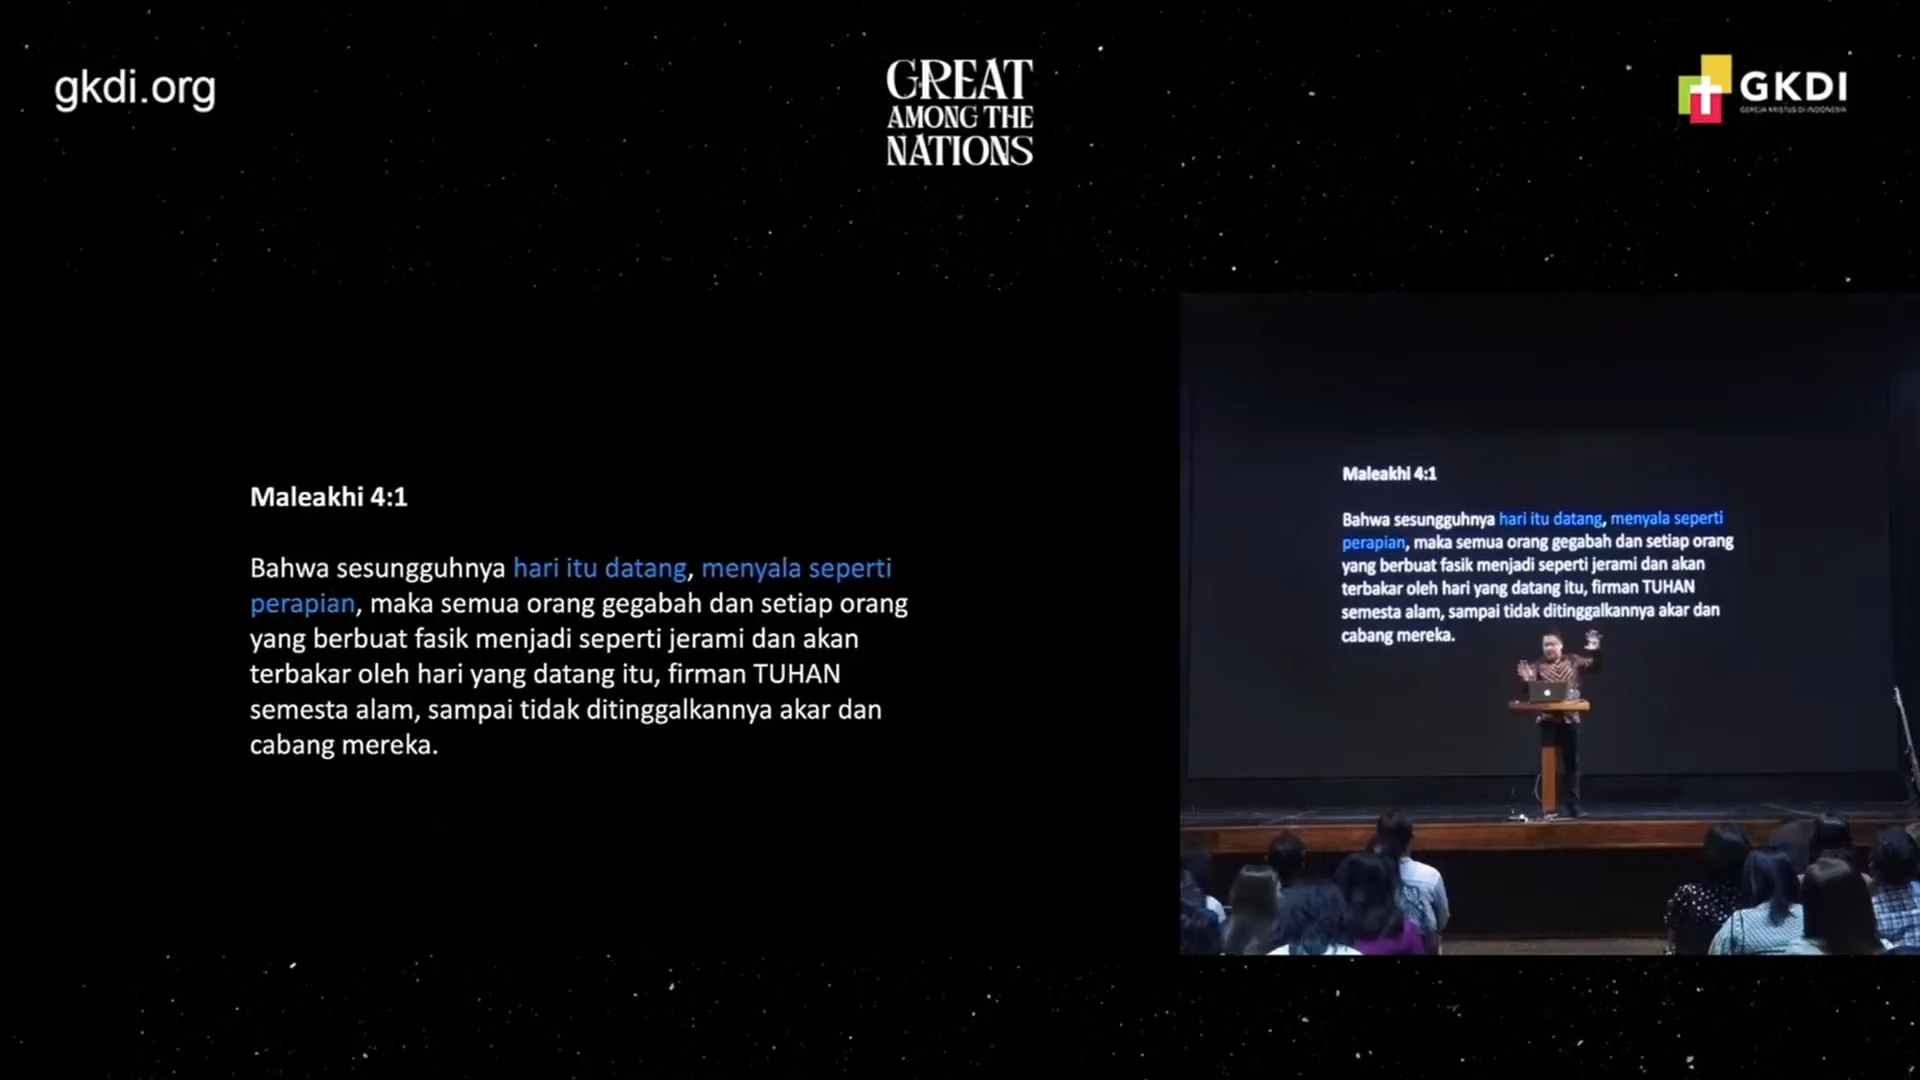 gkdi.org
GREAT
AMONG THE
NATIONS
GKDI
GEREJA KRISTUS DI INDONESIA
Maleakhi 4:1
Bahwa sesungguhnya hari itu datang, menyala seperti
perapian, maka semua orang gegabah dan setiap orang
yang berbuat fasik menjadi seperti jerami dan akan
terbakar oleh hari yang datang itu, firman TUHAN
semesta alam, sampai tidak ditinggalkannya akar dan
cabang mereka.
Maleakhi 4:1
Bahwa sesungguhnya hari itu datang, menyala seperti
perapian, maka semua orang gegabah dan setiap orang
yang berbuat fasik menjadi seperti jerami dan akan
terbakar oleh hari yang datang itu, firman TUHAN
semesta alam, sampai tidak ditinggalkannya akar dan
cabang mereka.